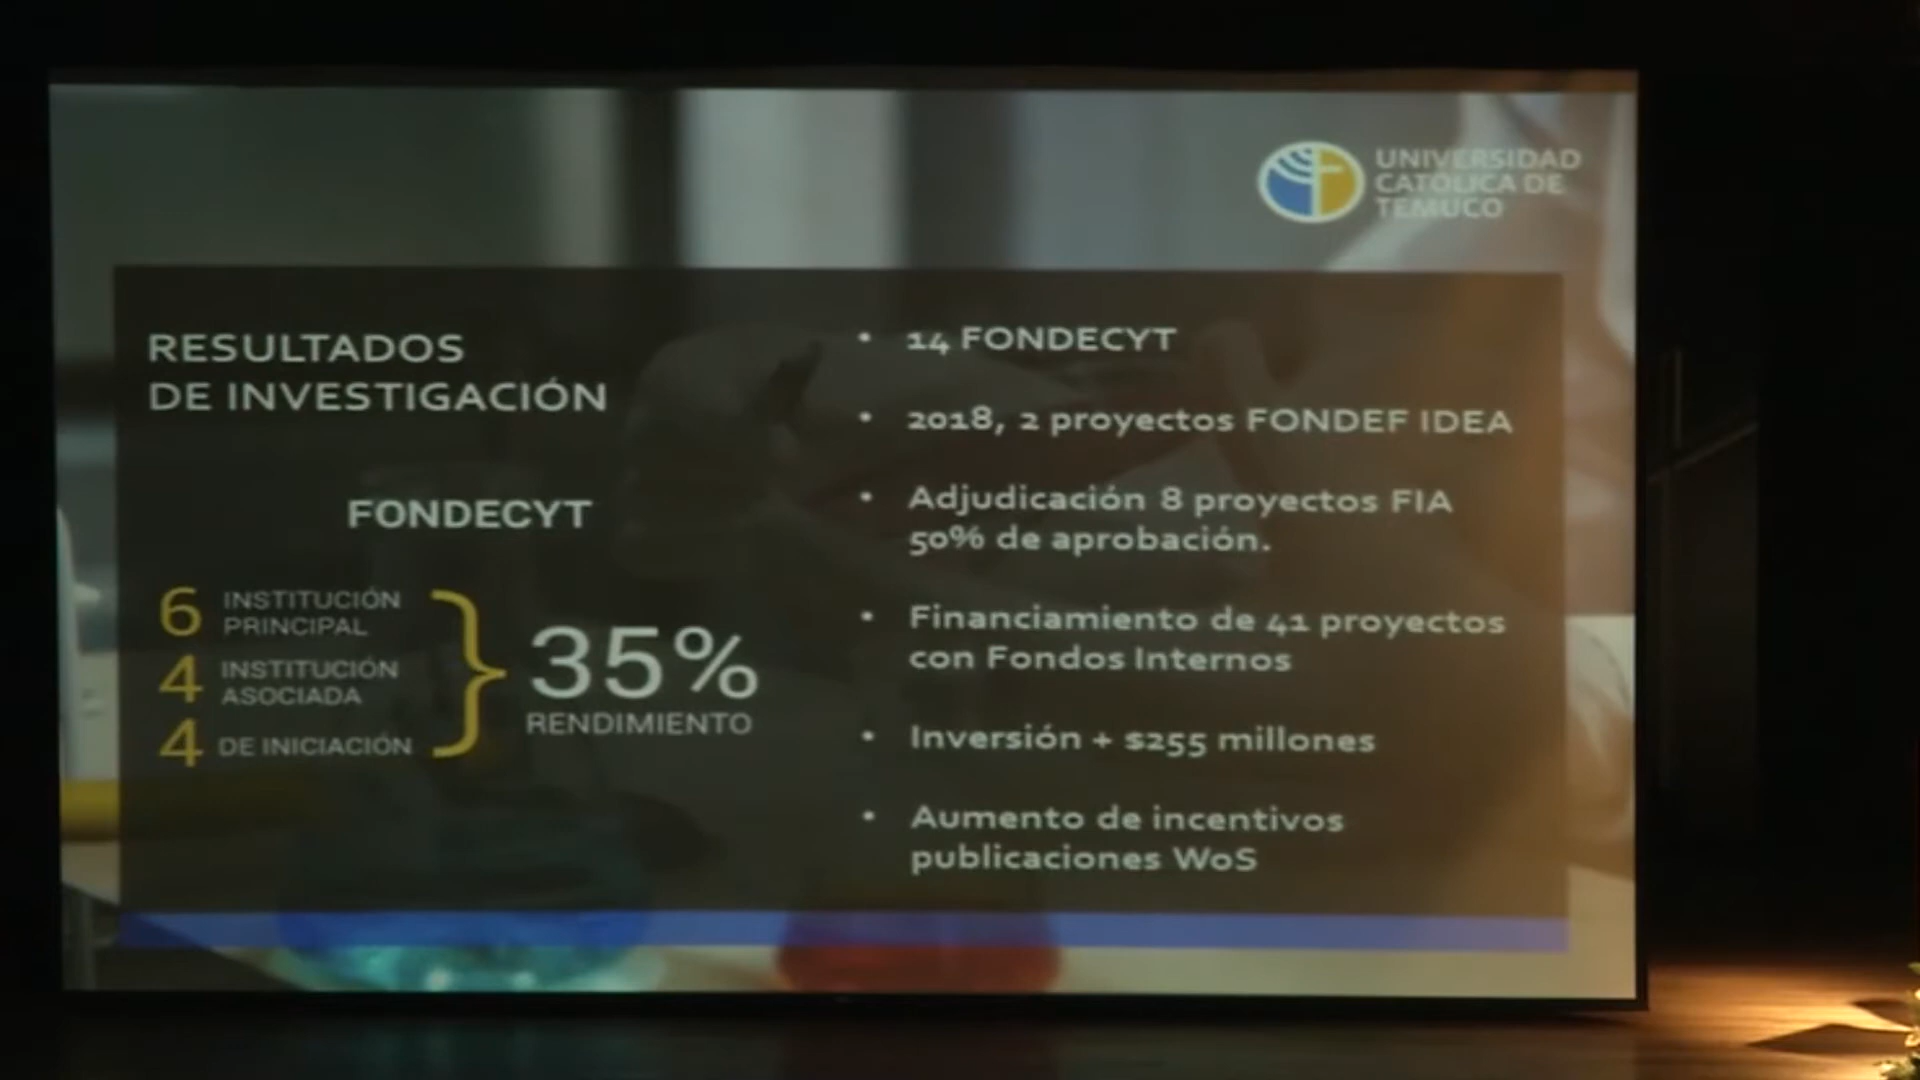 UNIVERSIDAD
CATÓLICA DE
TEMUCO
RESULTADOS
DE INVESTIGACIÓN
FONDECYT
6 INSTITUCIÓN
PRINCIPAL
4 INSTITUCIÓN
ASOCIADA
4 DE INICIACIÓN
35%
RENDIMIENTO
• 14 FONDECYT
• 2018, 2 proyectos FONDEF IDEA
• Adjudicación 8 proyectos FIA
50% de aprobación.
• Financiamiento de 41 proyectos
con Fondos Internos
• Inversión + $255 millones
• Aumento de incentivos
publicaciones WoS